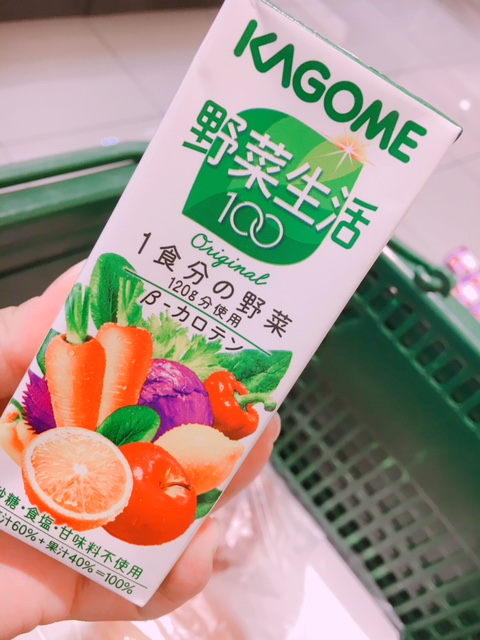 KAGOME
野菜生活
100
Original
1食分の野菜
120g分使用
β-カロテン
糖・食塩・甘味料不使用
汁60%+果汁40%=100%